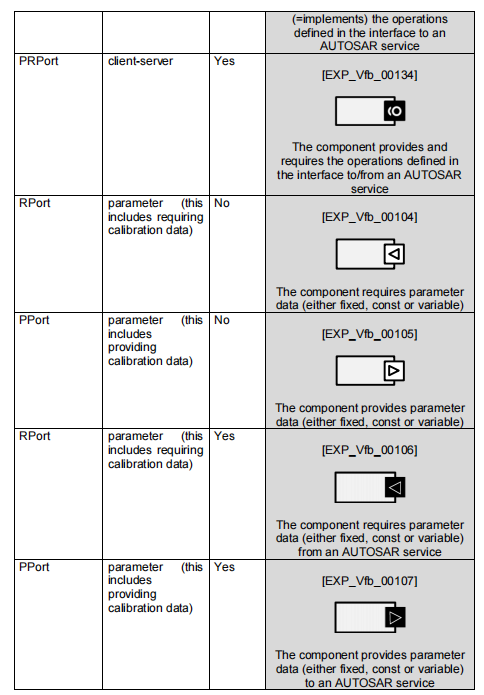 (=implements) the operations
defined in the interface to an
AUTOSAR service
PRPort client-server Yes
[EXP_Vfb_00134]
The component provides and
requires the operations defined in
the interface to/from an AUTOSAR
service
RPort parameter (this No
includes requiring
calibration data)
[EXP_Vfb_00104]
The component requires parameter
data (either fixed, const or variable)
PPort parameter (this No
includes
providing
calibration data)
[EXP_Vfb_00105]
The component provides parameter
data (either fixed, const or variable)
RPort parameter (this Yes
includes requiring
calibration data)
[EXP_Vfb_00106]
The component requires parameter
data (either fixed, const or variable)
from an AUTOSAR service
PPort parameter (this Yes
includes
providing
calibration data)
[EXP_Vfb_00107]
The component provides parameter
data (either fixed, const or variable)
to an AUTOSAR service